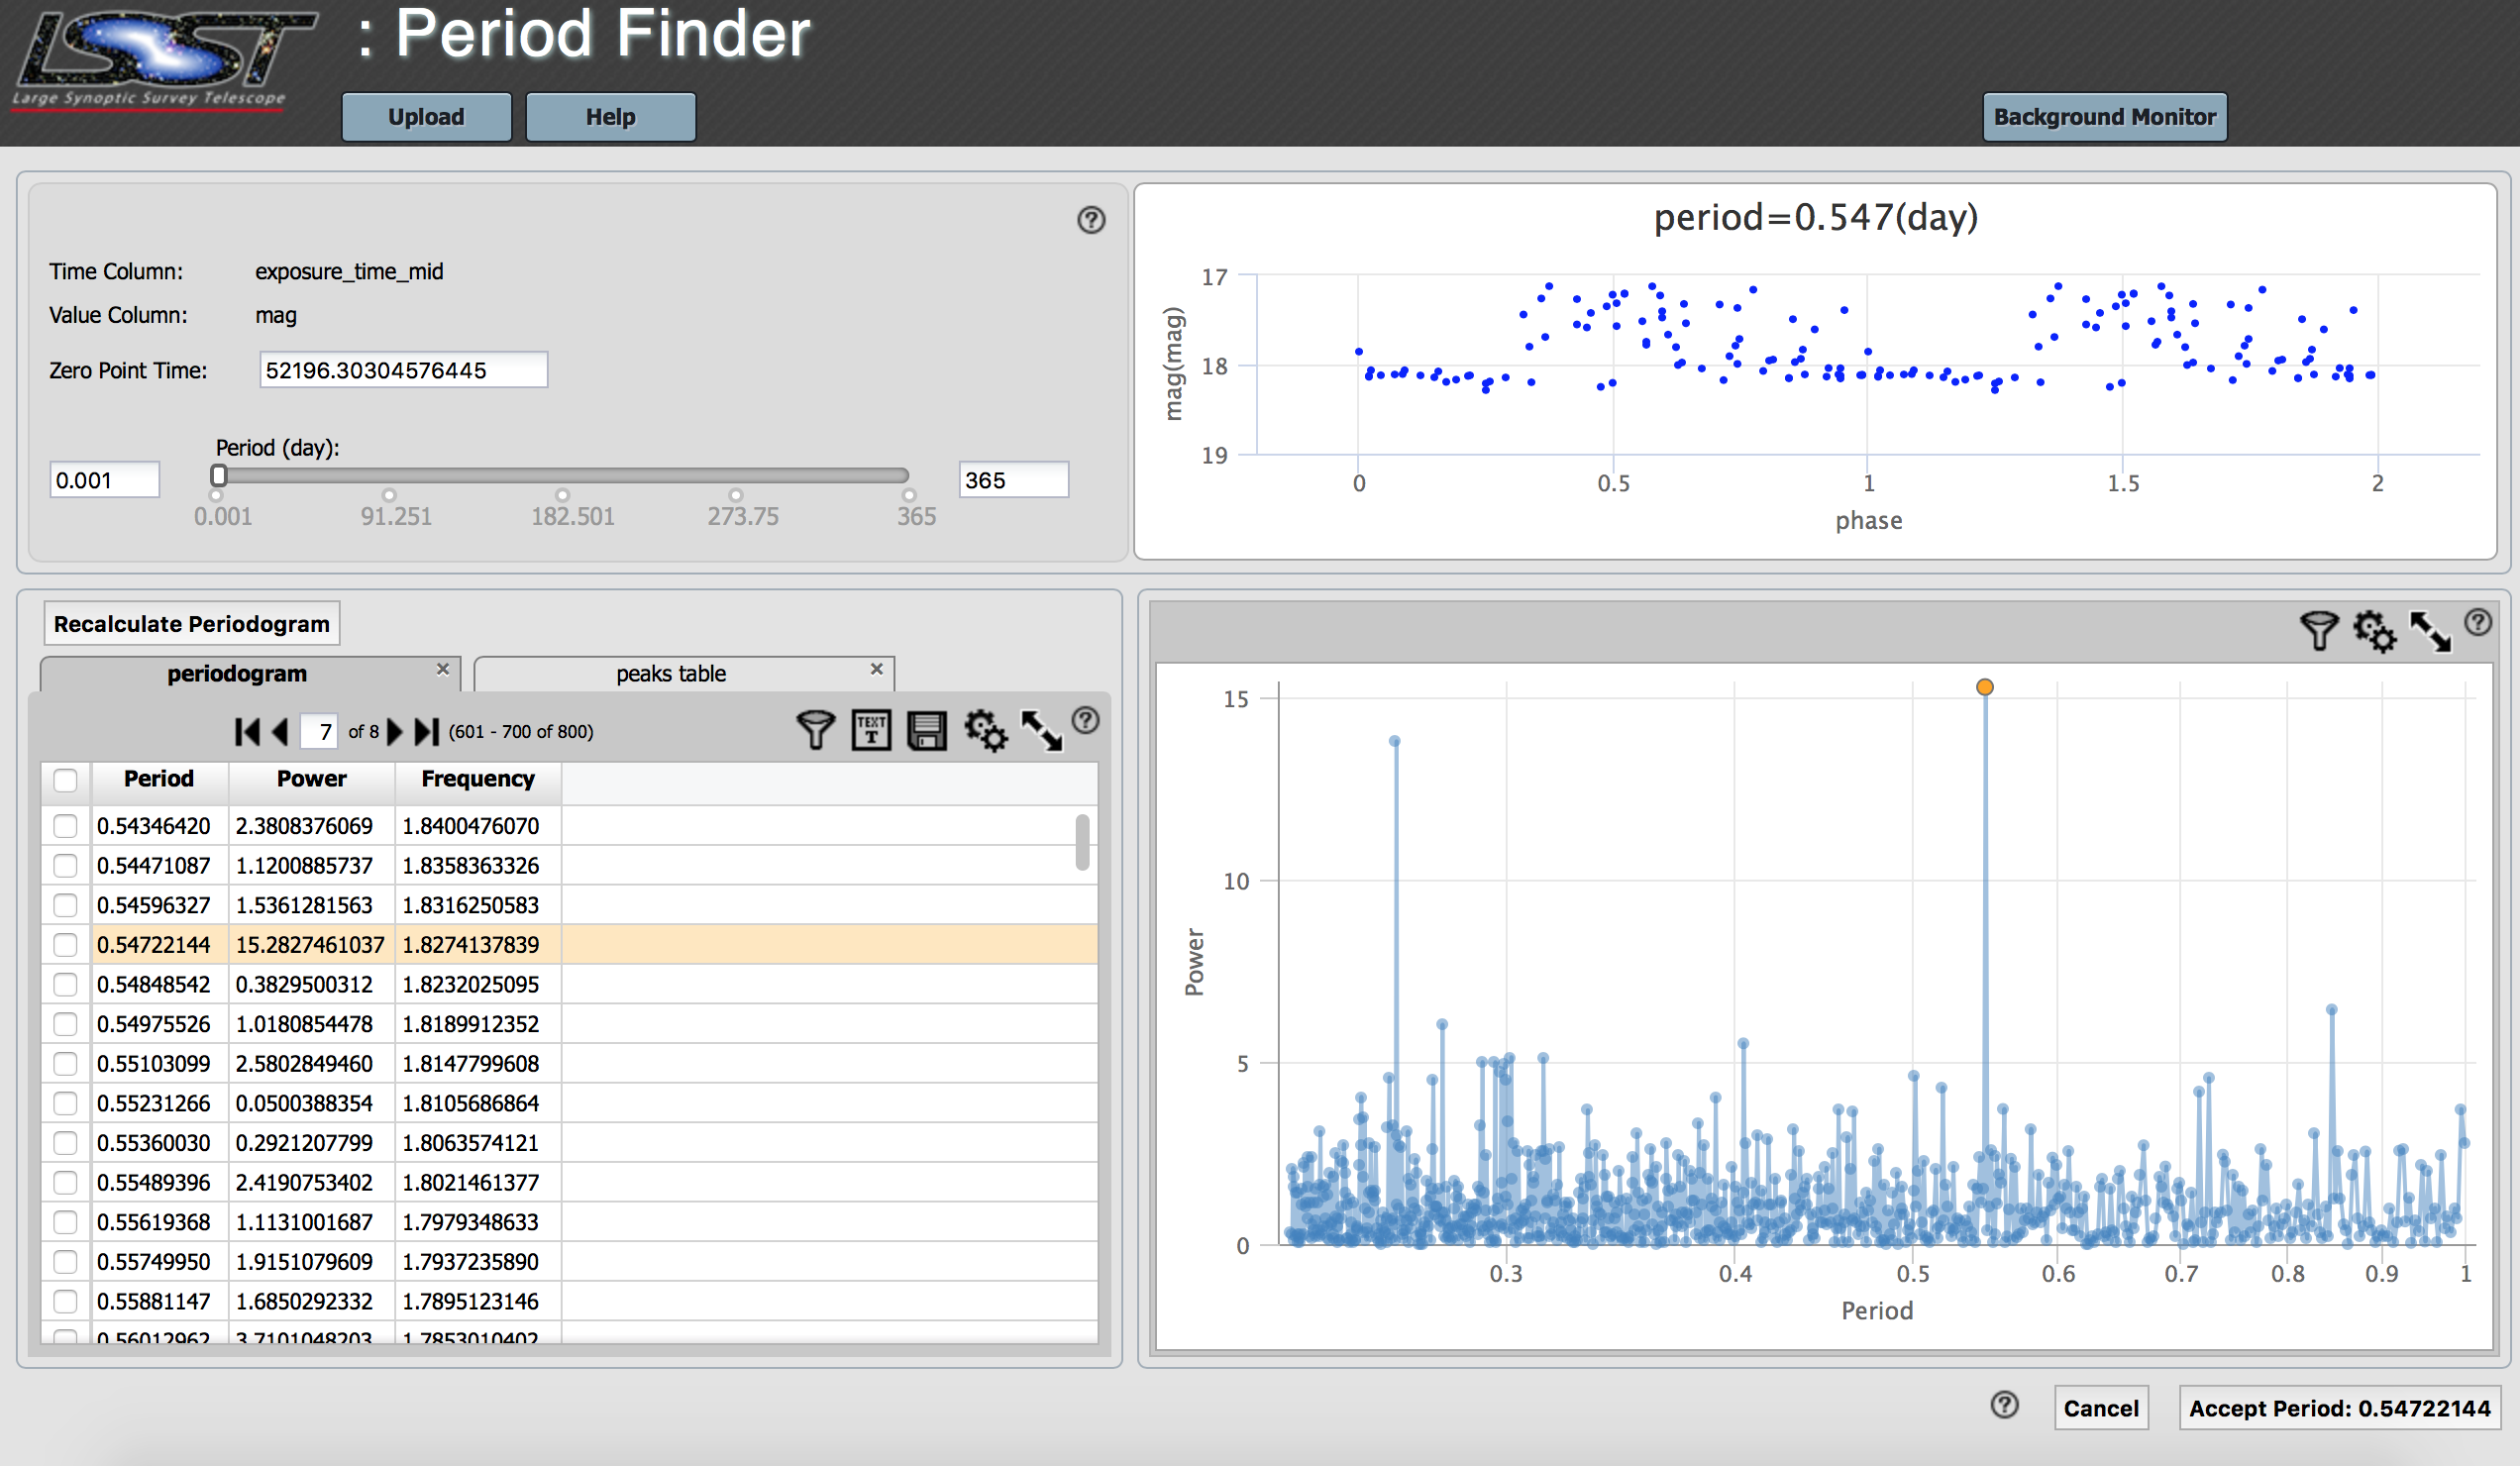 LSST
Large Synoptic Survey Telescope
: Period Finder
Upload
Help
Background Monitor
Time Column: exposure_time_mid
Value Column: mag
Zero Point Time: 52196.30304576445
Period (day):
0.001
365
0.001 91.251 182.501 273.75 365
period=0.547(day)
17
18
19
mag(mag)
0 0.5 1 1.5 2
phase
Recalculate Periodogram
periodogram
peaks table
7 of 8 (601 - 700 of 800)
TEXT
T
Period Power Frequency
0.54346420 2.3808376069 1.8400476070
0.54471087 1.1200885737 1.8358363326
0.54596327 1.5361281563 1.8316250583
0.54722144 15.2827461037 1.8274137839
0.54848542 0.3829500312 1.8232025095
0.54975526 1.0180854478 1.8189912352
0.55103099 2.5802849460 1.8147799608
0.55231266 0.0500388354 1.8105686864
0.55360030 0.2921207799 1.8063574121
0.55489396 2.4190753402 1.8021461377
0.55619368 1.1131001687 1.7979348633
0.55749950 1.9151079609 1.7937235890
0.55881147 1.6850292332 1.7895123146
0.56012962 3.7101048203 1.7853010402
15
10
5
0
Power
0.3 0.4 0.5 0.6 0.7 0.8 0.9 1
Period
Cancel
Accept Period: 0.54722144